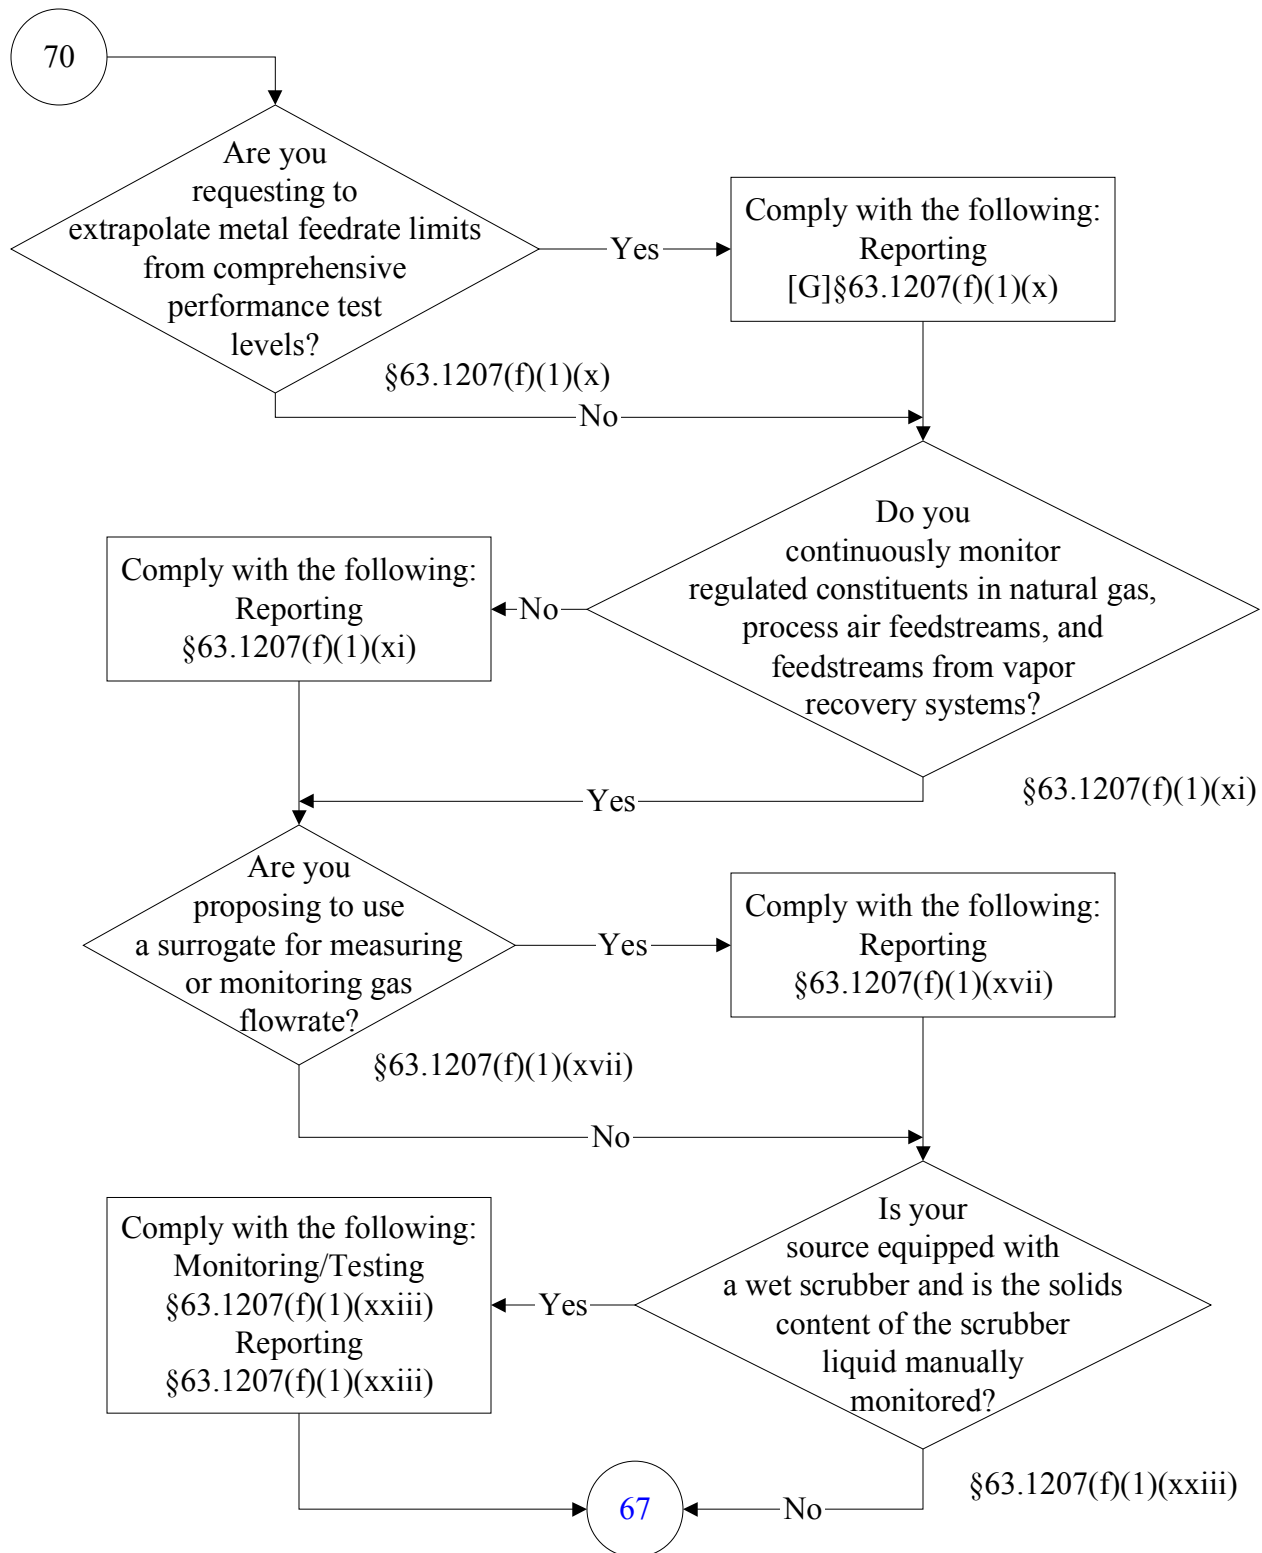 70
Are you
requesting to
extrapolate metal feedrate limits
from comprehensive
performance test
levels?
Yes
Comply with the following:
Reporting
[G]§63.1207(f)(1)(x)
§63.1207(f)(1)(x)
No
Do you
continuously monitor
regulated constituents in natural gas,
process air feedstreams, and
feedstreams from vapor
recovery systems?
No
Comply with the following:
Reporting
§63.1207(f)(1)(xi)
Yes
§63.1207(f)(1)(xi)
Are you
proposing to use
a surrogate for measuring
or monitoring gas
flowrate?
Yes
Comply with the following:
Reporting
§63.1207(f)(1)(xvii)
§63.1207(f)(1)(xvii)
No
Is your
source equipped with
a wet scrubber and is the solids
content of the scrubber
liquid manually
monitored?
Yes
Comply with the following:
Monitoring/Testing
§63.1207(f)(1)(xxiii)
Reporting
§63.1207(f)(1)(xxiii)
§63.1207(f)(1)(xxiii)
No
67